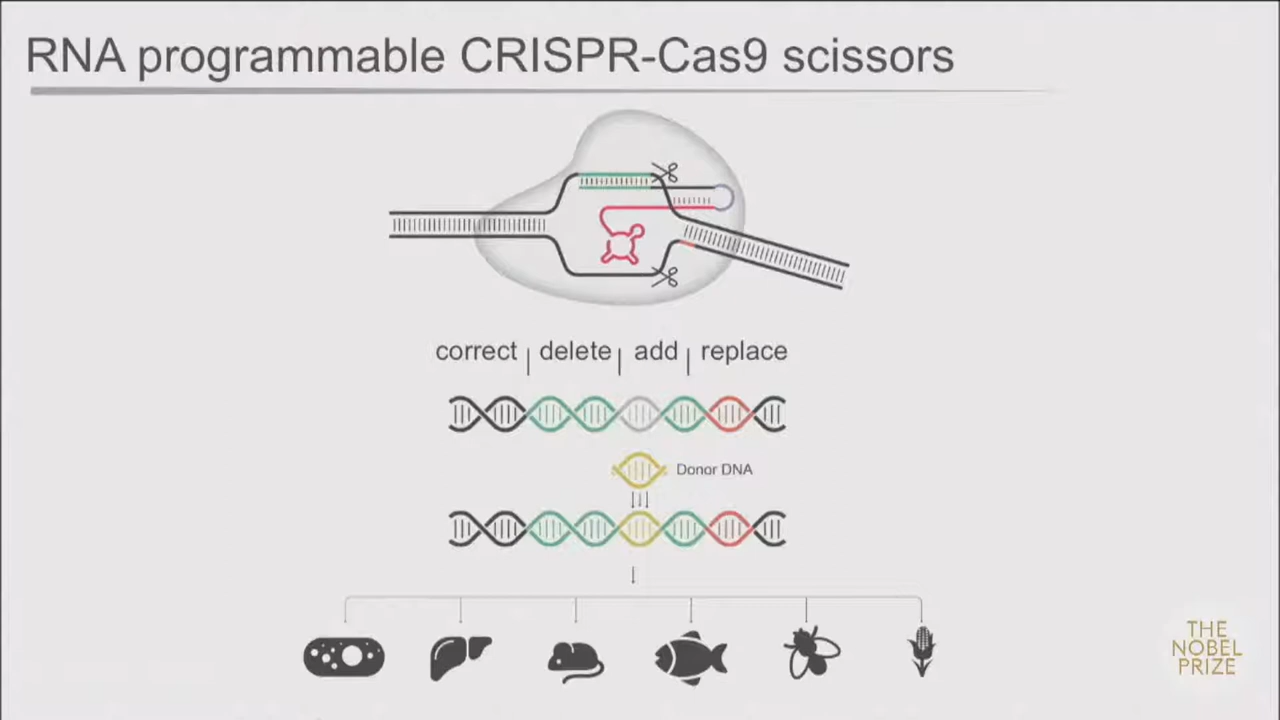 RNA programmable CRISPR-Cas9 scissors
correct | delete | add | replace
Donor DNA
THE
NOBEL
PRIZE